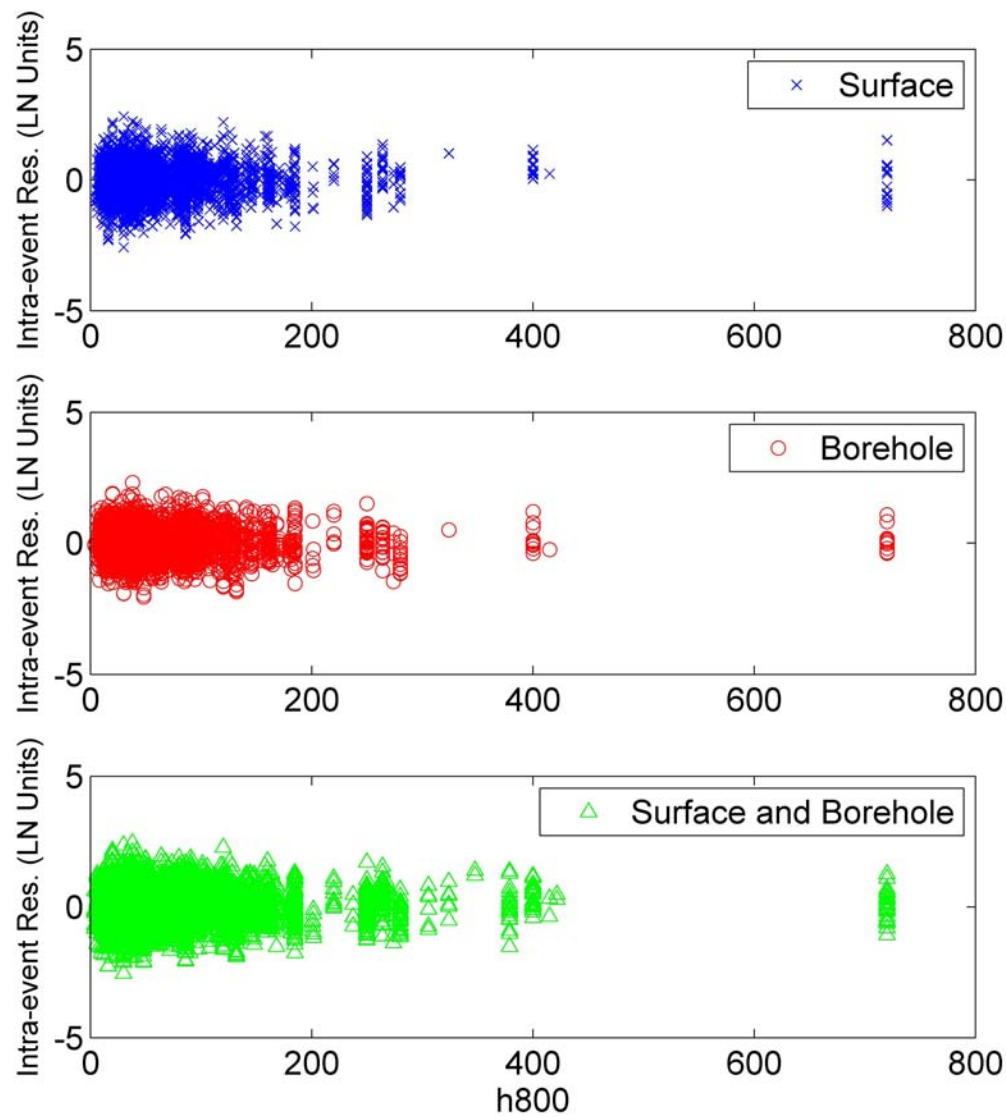 Intra-event Res. (LN Units)
5
0
-5
Surface
0 200 400 600 800
Intra-event Res. (LN Units)
5
0
-5
Borehole
0 200 400 600 800
Intra-event Res. (LN Units)
5
0
-5
Surface and Borehole
0 200 400 600 800
h800